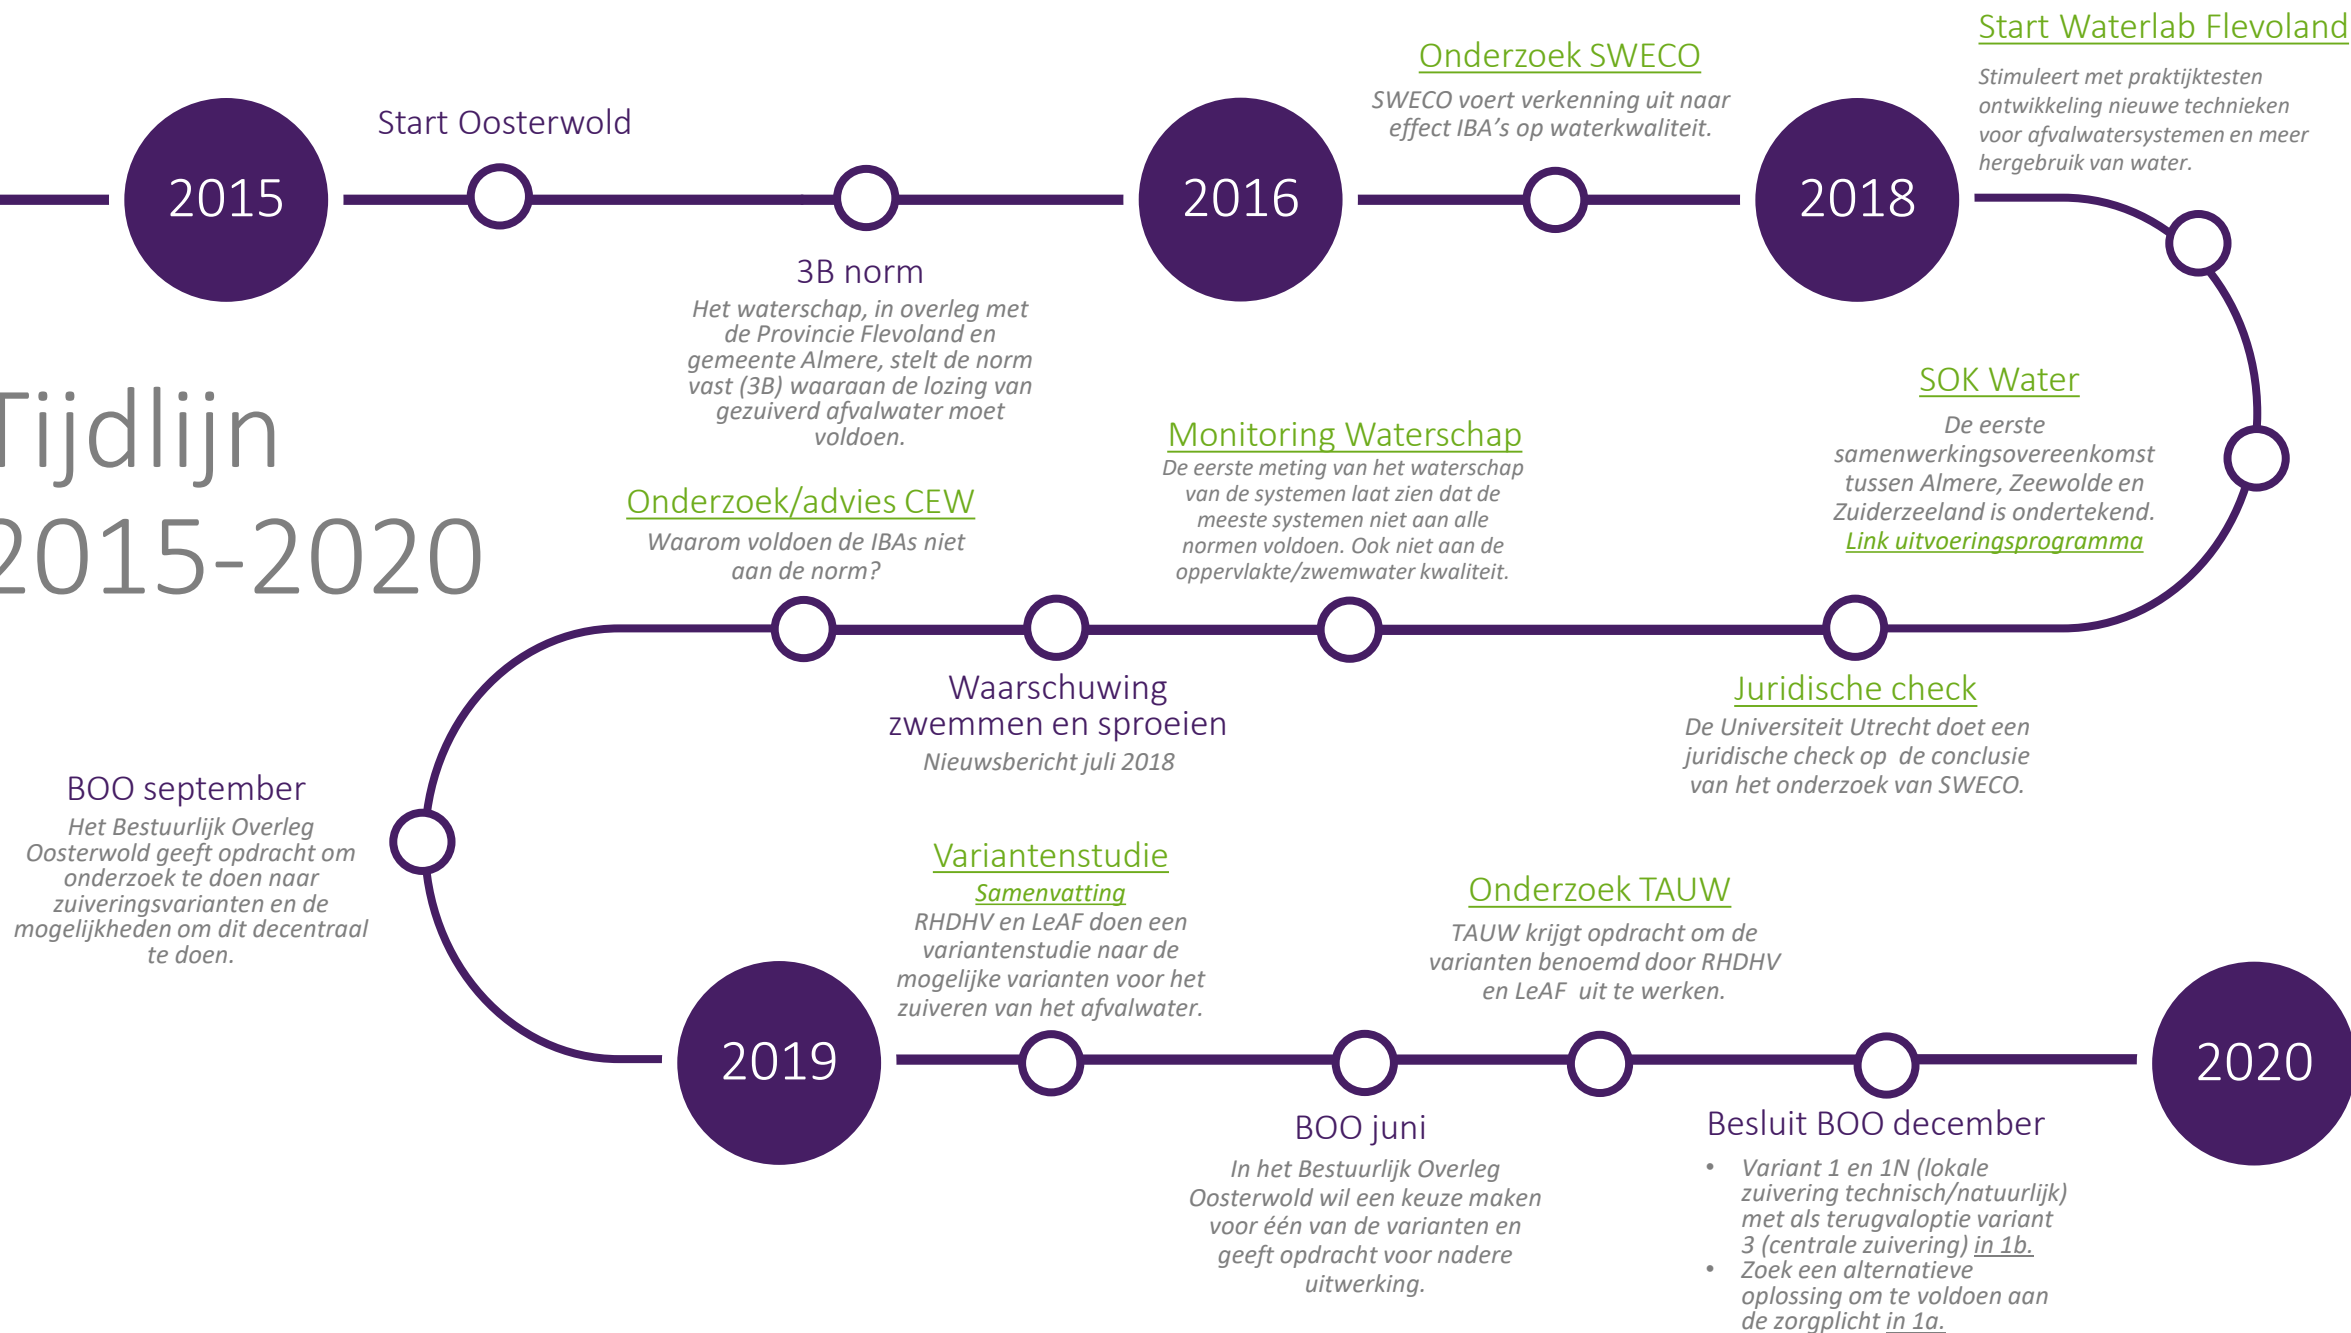 Tijdlijn
2015-2020
2015
Start Oosterwold
3B norm
Het waterschap, in overleg met
de Provincie Flevoland en
gemeente Almere, stelt de norm
vast (3B) waaraan de lozing van
gezuiverd afvalwater moet
voldoen.
2016
Onderzoek SWECO
SWECO voert verkenning uit naar
effect IBA's op waterkwaliteit.
2018
Start Waterlab Flevoland
Stimuleert met praktijktesten
ontwikkeling nieuwe technieken
voor afvalwatersystemen en meer
hergebruik van water.
SOK Water
De eerste
samenwerkingsovereenkomst
tussen Almere, Zeewolde en
Zuiderzeeland is ondertekend.
Link uitvoeringsprogramma
Juridische check
De Universiteit Utrecht doet een
juridische check op  de conclusie
van het onderzoek van SWECO.
Monitoring Waterschap
De eerste meting van het waterschap
van de systemen laat zien dat de
meeste systemen niet aan alle
normen voldoen. Ook niet aan de
oppervlakte/zwemwater kwaliteit.
Waarschuwing
zwemmen en sproeien
Nieuwsbericht juli 2018
Onderzoek/advies CEW
Waarom voldoen de IBAs niet
aan de norm?
BOO september
Het Bestuurlijk Overleg
Oosterwold geeft opdracht om
onderzoek te doen naar
zuiveringsvarianten en de
mogelijkheden om dit decentraal
te doen.
2019
Variantenstudie
Samenvatting
RHDHV en LeAF doen een
variantenstudie naar de
mogelijke varianten voor het
zuiveren van het afvalwater.
BOO juni
In het Bestuurlijk Overleg
Oosterwold wil een keuze maken
voor één van de varianten en
geeft opdracht voor nadere
uitwerking.
Onderzoek TAUW
TAUW krijgt opdracht om de
varianten benoemd door RHDHV
en LeAF  uit te werken.
Besluit BOO december
• Variant 1 en 1N (lokale
zuivering technisch/natuurlijk)
met als terugvaloptie variant
3 (centrale zuivering) in 1b.
• Zoek een alternatieve
oplossing om te voldoen aan
de zorgplicht in 1a.
2020